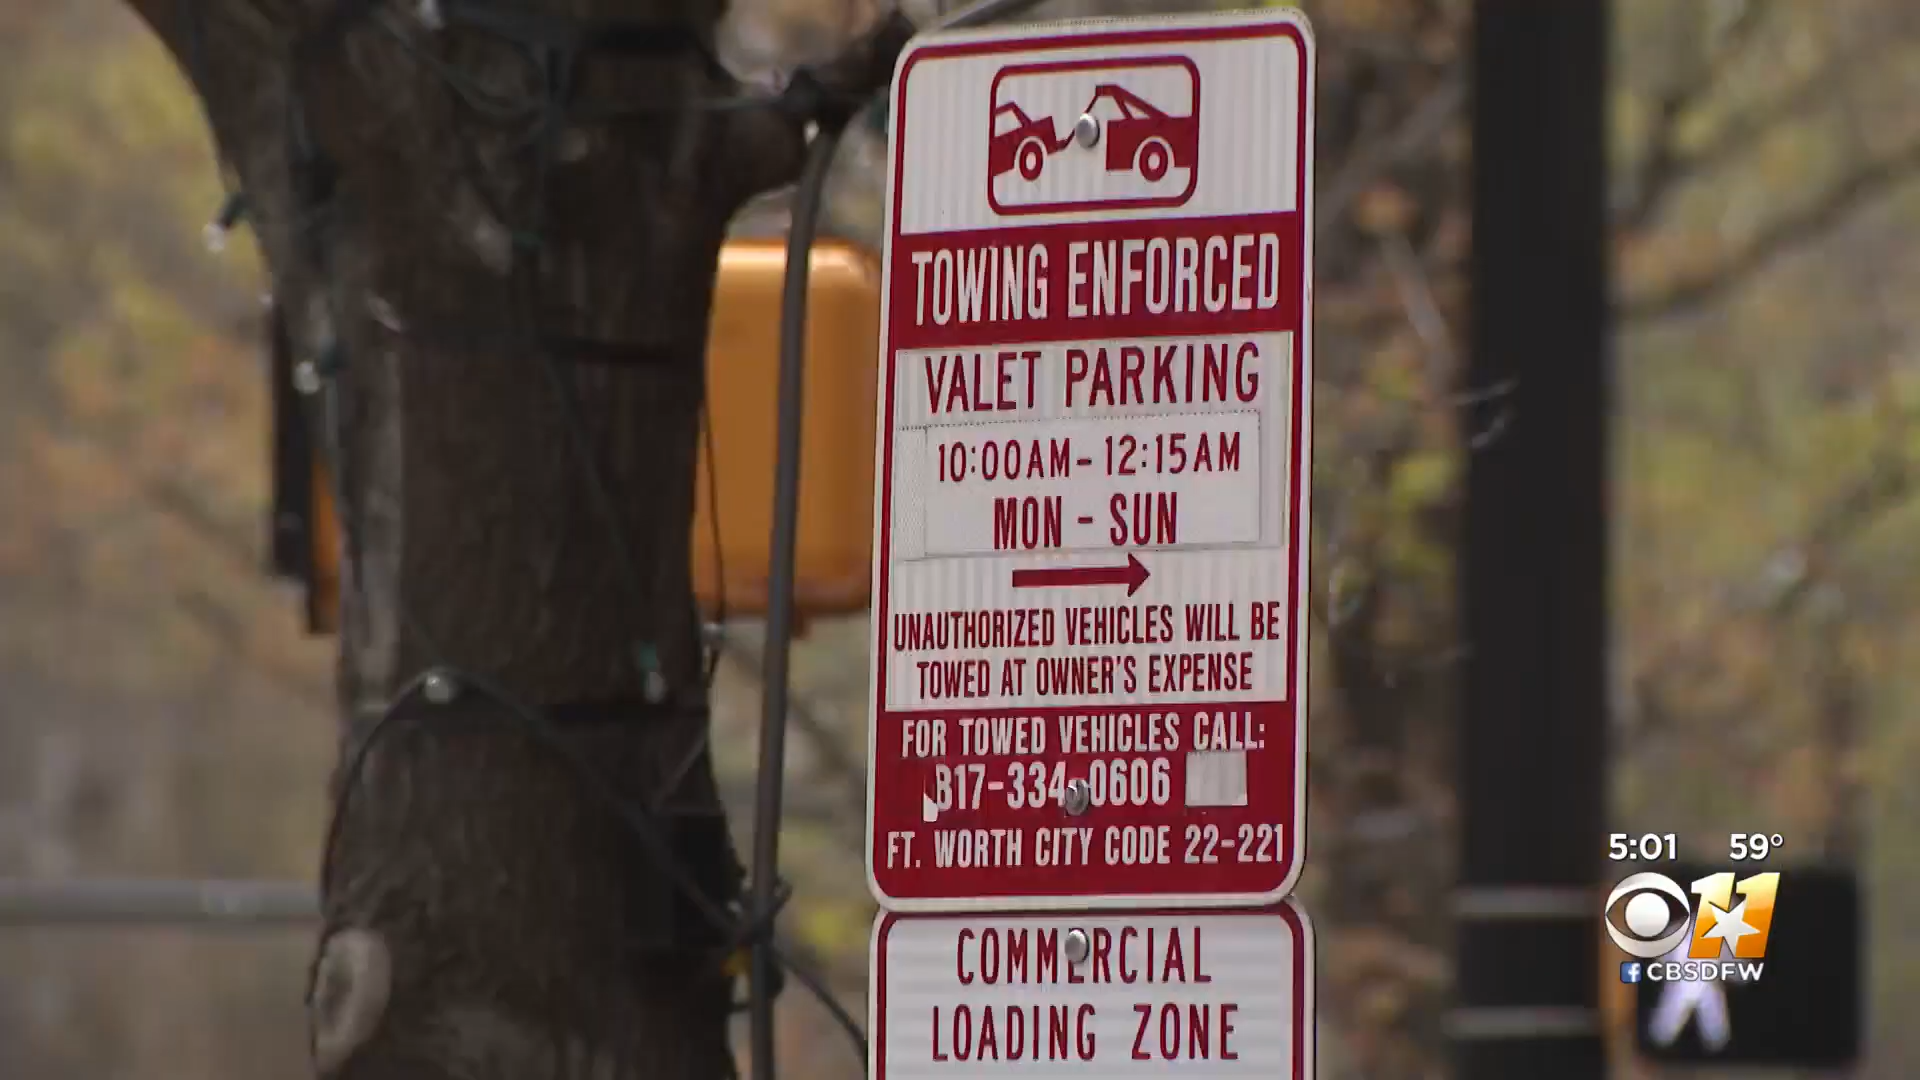 TOWING ENFORCED
VALET PARKING
10:00AM-12:15AM
MON - SUN
UNAUTHORIZED VEHICLES WILL BE
TOWED AT OWNER'S EXPENSE
FOR TOWED VEHICLES CALL:
817-334-0606
FT. WORTH CITY CODE 22-221
COMMERCIAL
LOADING ZONE
5:01 59°
11
CBSDFW